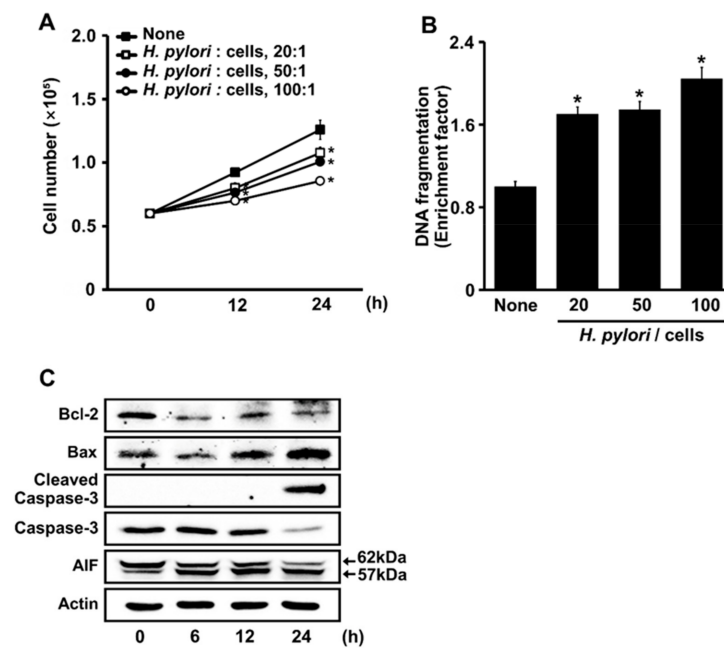 A
None
H. pylori : cells, 20:1
H. pylori : cells, 50:1
H. pylori : cells, 100:1
Cell number (×10⁵)
2.0
1.5
1.0
0.5
0
0 12 24 (h)
*
*
*
*
*
*
B
DNA fragmentation
(Enrichment factor)
2.4
1.6
0.8
0
*
*
*
None 20 50 100
H. pylori / cells
C
Bcl-2
Bax
Cleaved
Caspase-3
Caspase-3
AIF
62kDa
57kDa
Actin
0 6 12 24 (h)